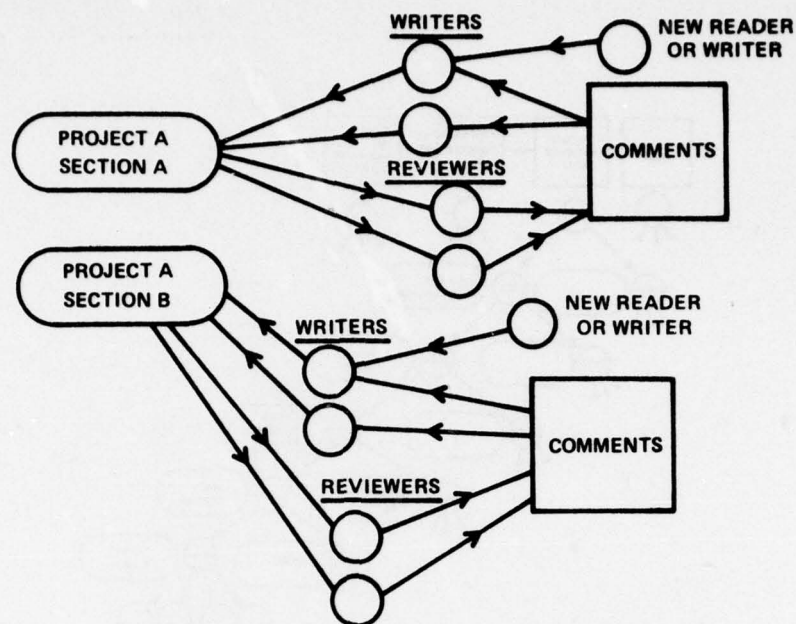 WRITERS
NEW READER
OR WRITER
PROJECT A
SECTION A
COMMENTS
REVIEWERS
PROJECT A
SECTION B
NEW READER
OR WRITER
WRITERS
COMMENTS
REVIEWERS